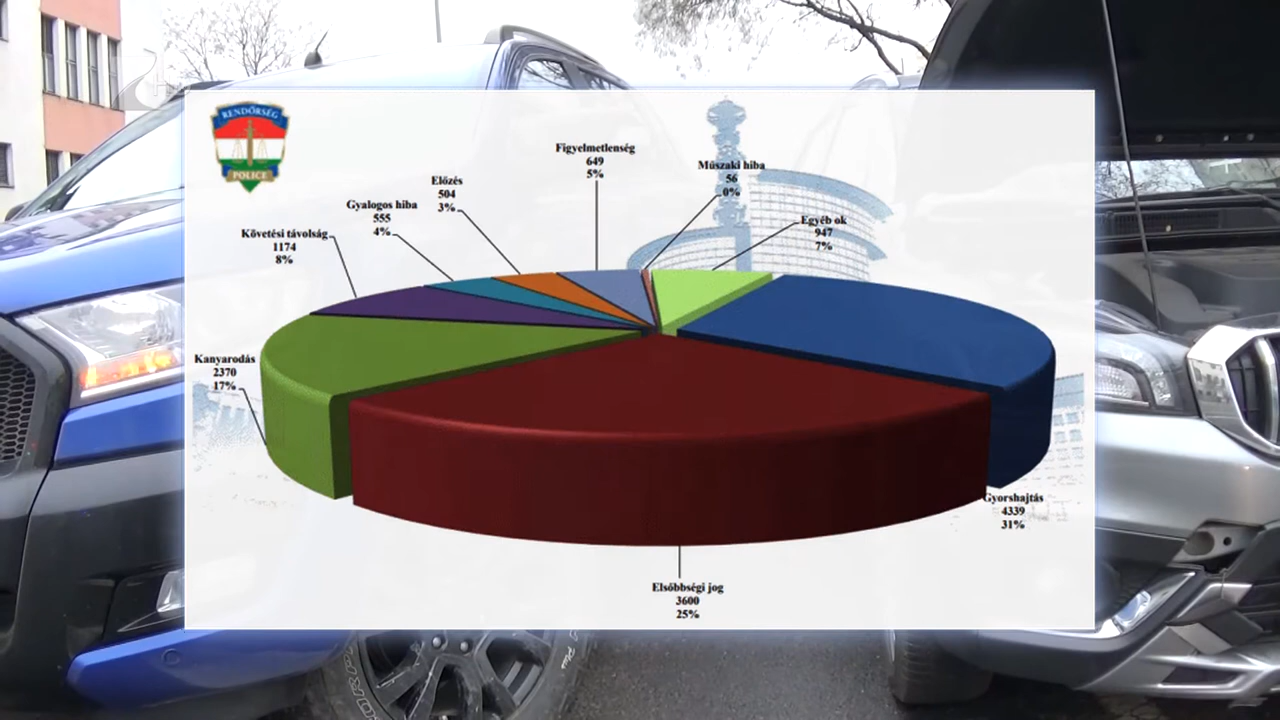 RENDŐRSÉG
POLICE
Figyelmetlenség
649
5%
Műszaki hiba
56
0%
Előzés
504
3%
Gyalogos hiba
555
4%
Egyéb ok
947
7%
Követési távolság
1174
8%
Kanyarodás
2370
17%
Gyorshajtás
4339
31%
Elsőbbségi jog
3600
25%